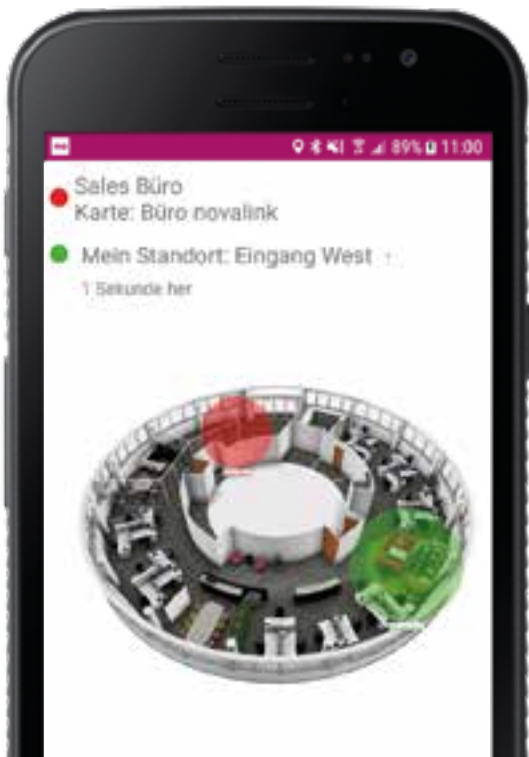 89% 11:00
Sales Büro
Karte: Büro novalink
Mein Standort: Eingang West
1 Sekunde her